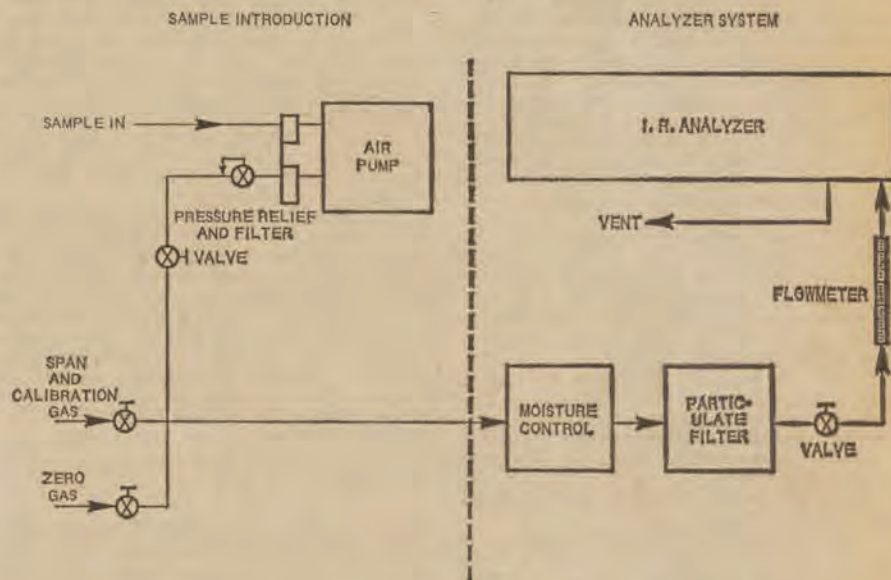 SAMPLE INTRODUCTION
ANALYZER SYSTEM
SAMPLE IN
AIR
PUMP
PRESSURE RELIEF
AND FILTER
VALVE
SPAN
AND
CALIBRATION
GAS
ZERO
GAS
I. R. ANALYZER
VENT
FLOWMETER
MOISTURE
CONTROL
PARTIC-
ULATE
FILTER
VALVE